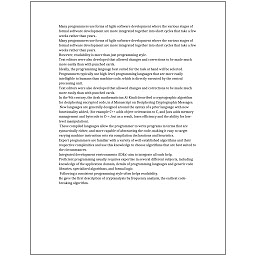 Many programmers use forms of Agile software development where the various stages of
formal software development are more integrated together into short cycles that take a few
weeks rather than years.
Many programmers use forms of Agile software development where the various stages of
formal software development are more integrated together into short cycles that take a few
weeks rather than years.
However, readability is more than just programming style.
Text editors were also developed that allowed changes and corrections to be made much
more easily than with punched cards.
Ideally, the programming language best suited for the task at hand will be selected.
Programmers typically use high-level programming languages that are more easily
intelligible to humans than machine code, which is directly executed by the central
processing unit.
Text editors were also developed that allowed changes and corrections to be made much
more easily than with punched cards.
In the 9th century, the Arab mathematician Al-Kindi described a cryptographic algorithm
for deciphering encrypted code, in A Manuscript on Deciphering Cryptographic Messages.
New languages are generally designed around the syntax of a prior language with new
functionality added, (for example C++ adds object-orientation to C, and Java adds memory
management and bytecode to C++, but as a result, loses efficiency and the ability for low-
level manipulation).
These compiled languages allow the programmer to write programs in terms that are
syntactically richer, and more capable of abstracting the code, making it easy to target
varying machine instruction sets via compilation declarations and heuristics.
Expert programmers are familiar with a variety of well-established algorithms and their
respective complexities and use this knowledge to choose algorithms that are best suited to
the circumstances.
Integrated development environments (IDEs) aim to integrate all such help.
Proficient programming usually requires expertise in several different subjects, including
knowledge of the application domain, details of programming languages and generic code
libraries, specialized algorithms, and formal logic.
Following a consistent programming style often helps readability.
He gave the first description of cryptanalysis by frequency analysis, the earliest code-
breaking algorithm.